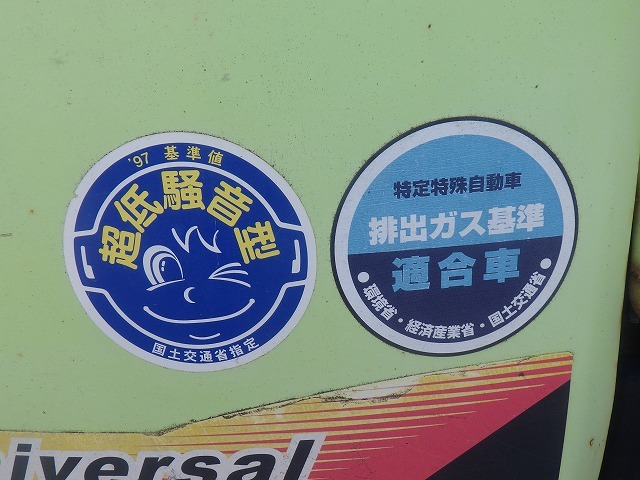 '97 基準値
超低騒音型
国土交通省指定
特定特殊自動車
排出ガス基準
適合車
●環境省・経済産業省・国土交通省●
iversal